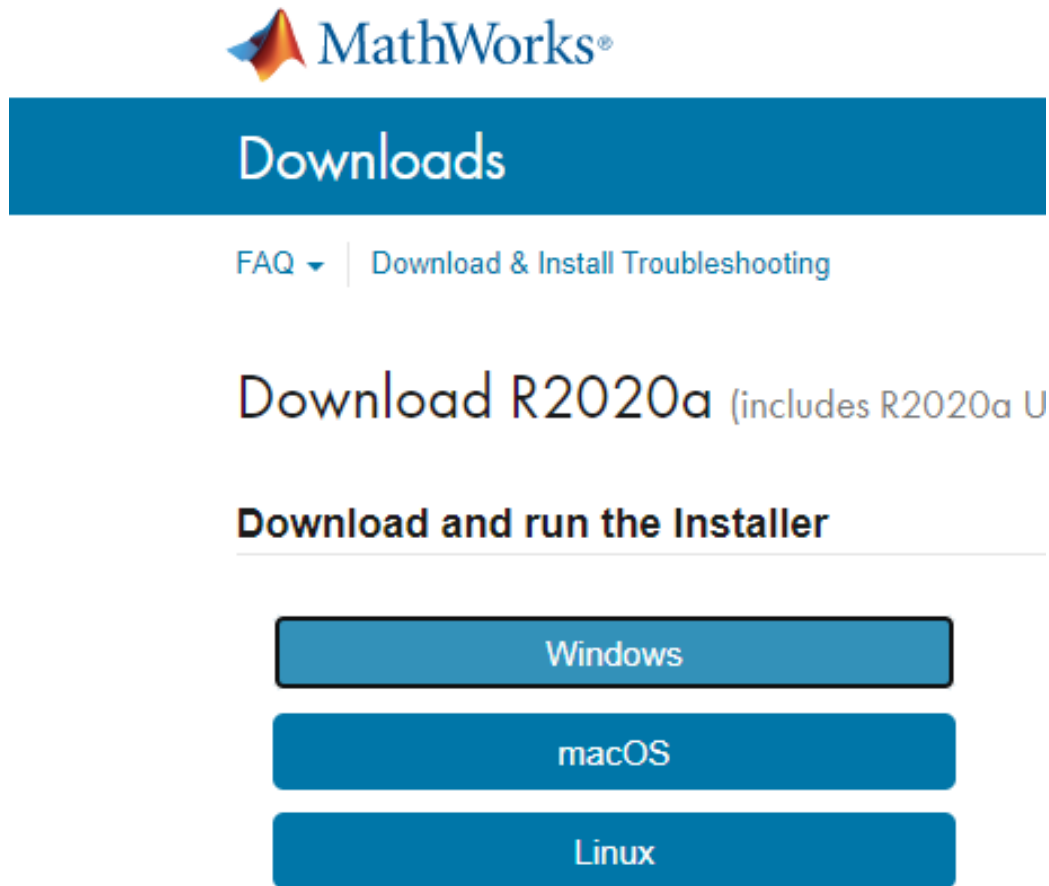 MathWorks®
Downloads
FAQ Download & Install Troubleshooting
Download R2020a (includes R2020a U
Download and run the Installer
Windows
macOS
Linux